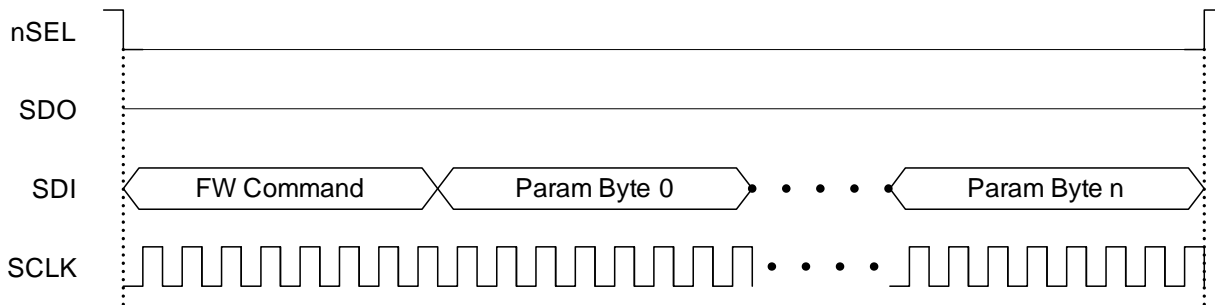 nSEL
SDO
SDI FW Command Param Byte 0 Param Byte n
SCLK